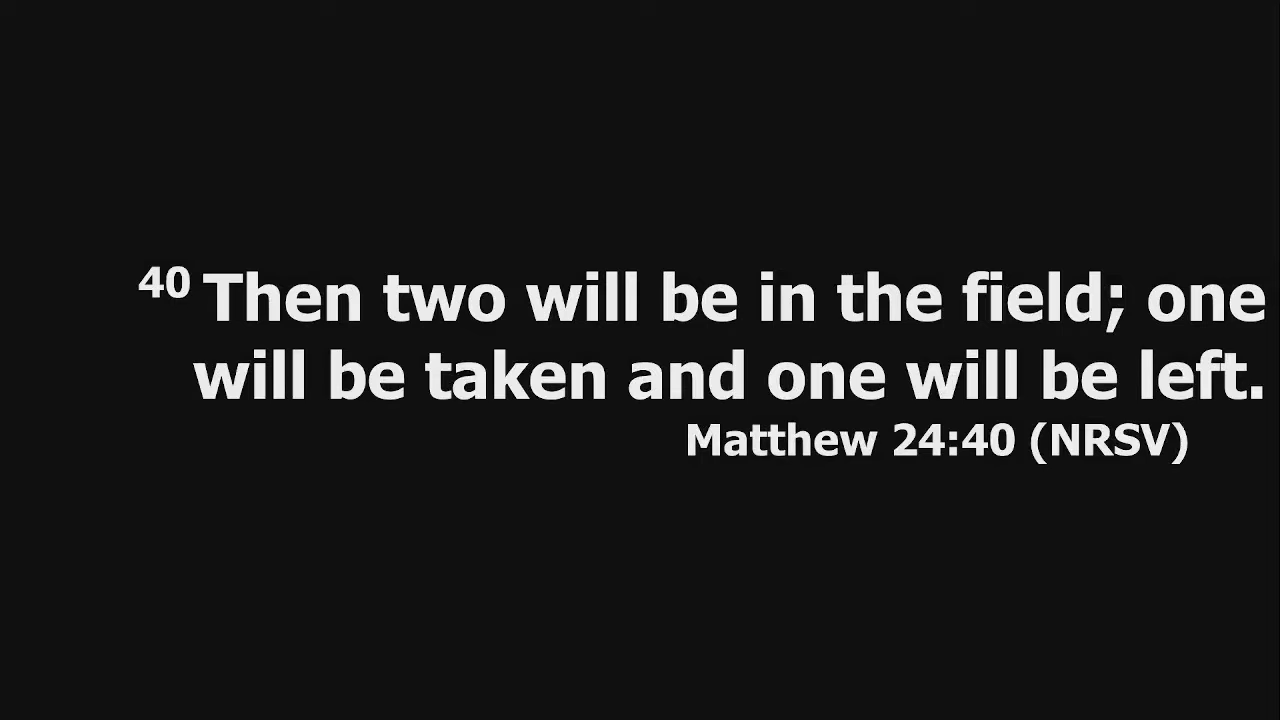 40 Then two will be in the field; one
will be taken and one will be left.
Matthew 24:40 (NRSV)